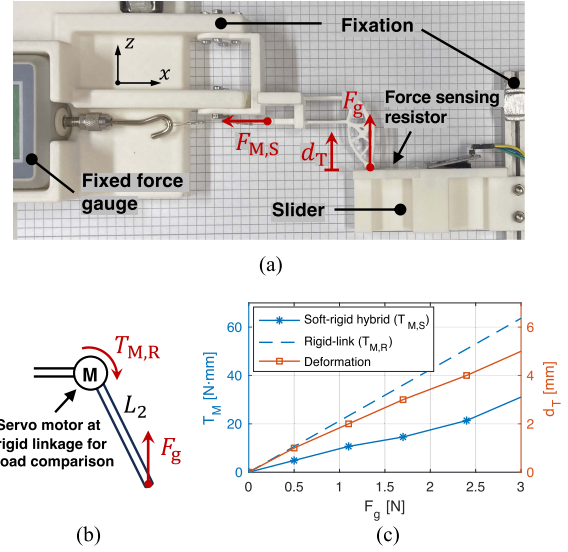 Fixation
z
x
F_M,S
F_g
d_T
Force sensing
resistor
Fixed force
gauge
Slider
(a)
T_M,R
M
L_2
Servo motor at
rigid linkage for
load comparison
F_g
(b)
Soft-rigid hybrid (T_M,S)
Rigid-link (T_M,R)
Deformation
60
40
20
0
T_M [N·mm]
6
4
2
0
d_T [mm]
0
0.5
1
1.5
2
2.5
3
F_g [N]
(c)